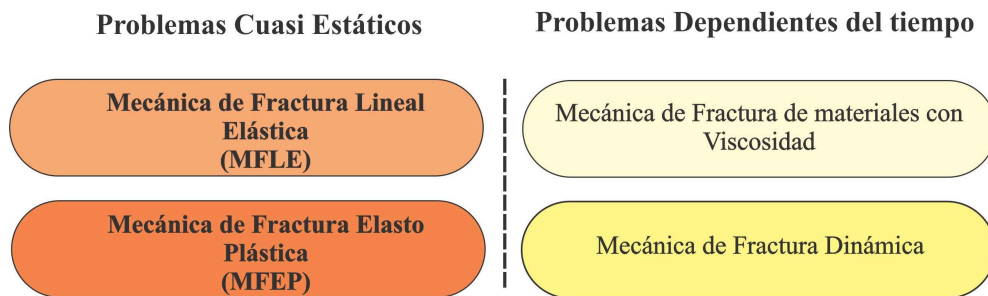 Problemas Cuasi Estáticos
Mecánica de Fractura Lineal
Elástica
(MFLE)
Mecánica de Fractura Elasto
Plástica
(MFEP)
Problemas Dependientes del tiempo
Mecánica de Fractura de materiales con
Viscosidad
Mecánica de Fractura Dinámica